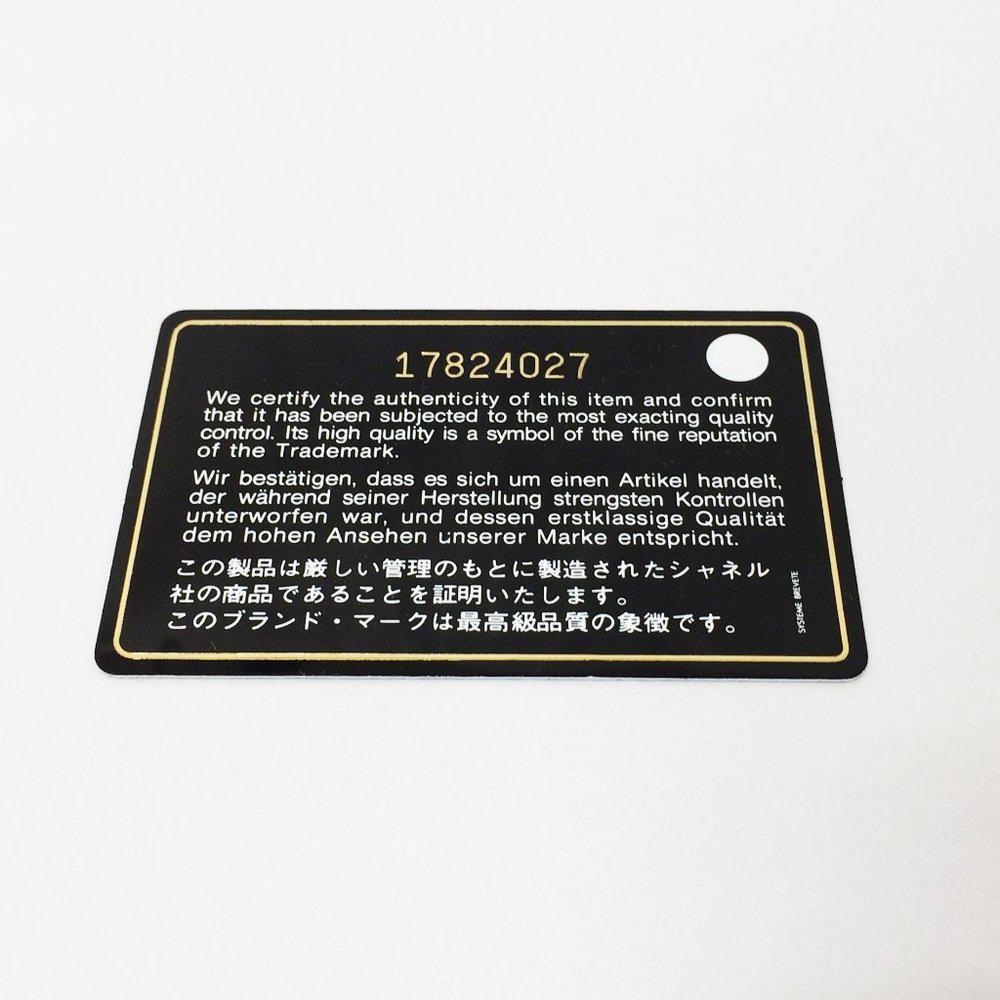 17824027
We certify the authenticity of this item and confirm
that it has been subjected to the most exacting quality
control. Its high quality is a symbol of the fine reputation
of the Trademark.
Wir bestätigen, dass es sich um einen Artikel handelt,
der während seiner Herstellung strengsten Kontrollen
unterworfen war, und dessen erstklassige Qualität
dem hohen Ansehen unserer Marke entspricht.
この製品は厳しい管理のもとに製造されたシャネル
社の商品であることを証明いたします。
このブランド・マークは最高級品質の象徴です。
SYSTEME BREVETE